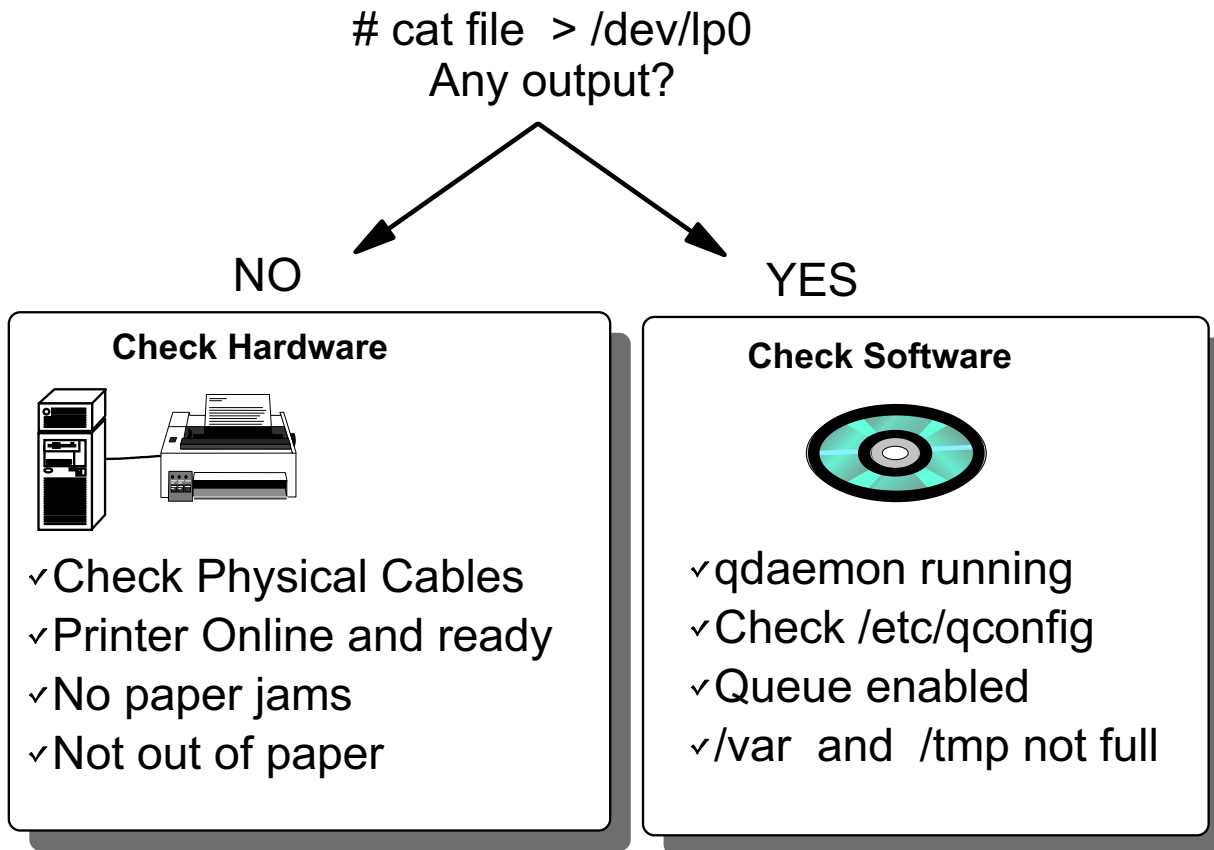 # cat file  > /dev/lp0
Any output?
NO
YES
Check Hardware
✓Check Physical Cables
✓Printer Online and ready
✓No paper jams
✓Not out of paper
Check Software
✓qdaemon running
✓Check /etc/qconfig
✓Queue enabled
✓/var  and  /tmp not full